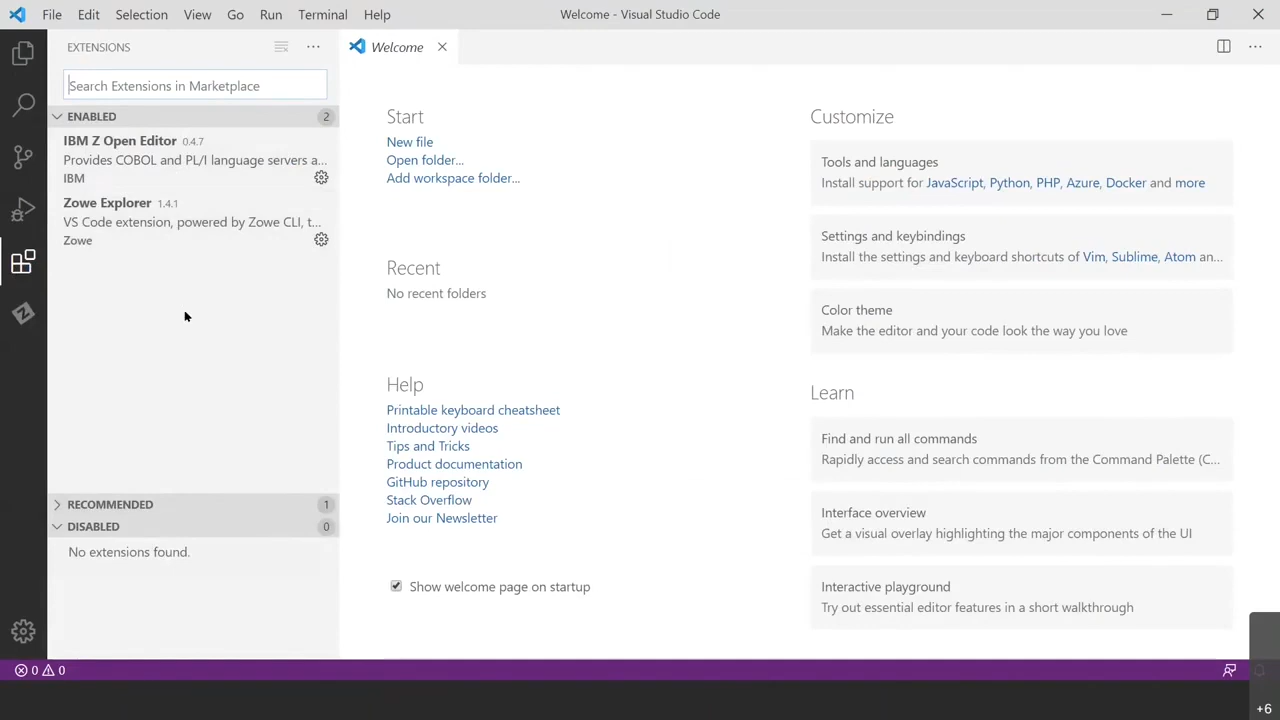 File Edit Selection View Go Run Terminal Help
Welcome - Visual Studio Code
EXTENSIONS
Search Extensions in Marketplace
ENABLED 2
IBM Z Open Editor 0.4.7
Provides COBOL and PL/I language servers a...
IBM
Zowe Explorer 1.4.1
VS Code extension, powered by Zowe CLI, t...
Zowe
RECOMMENDED 1
DISABLED 0
No extensions found.
Welcome
Start
New file
Open folder...
Add workspace folder...
Recent
No recent folders
Help
Printable keyboard cheatsheet
Introductory videos
Tips and Tricks
Product documentation
GitHub repository
Stack Overflow
Join our Newsletter
Show welcome page on startup
Customize
Tools and languages
Install support for JavaScript, Python, PHP, Azure, Docker and more
Settings and keybindings
Install the settings and keyboard shortcuts of Vim, Sublime, Atom an...
Color theme
Make the editor and your code look the way you love
Learn
Find and run all commands
Rapidly access and search commands from the Command Palette (C...
Interface overview
Get a visual overlay highlighting the major components of the UI
Interactive playground
Try out essential editor features in a short walkthrough
0 0
+6